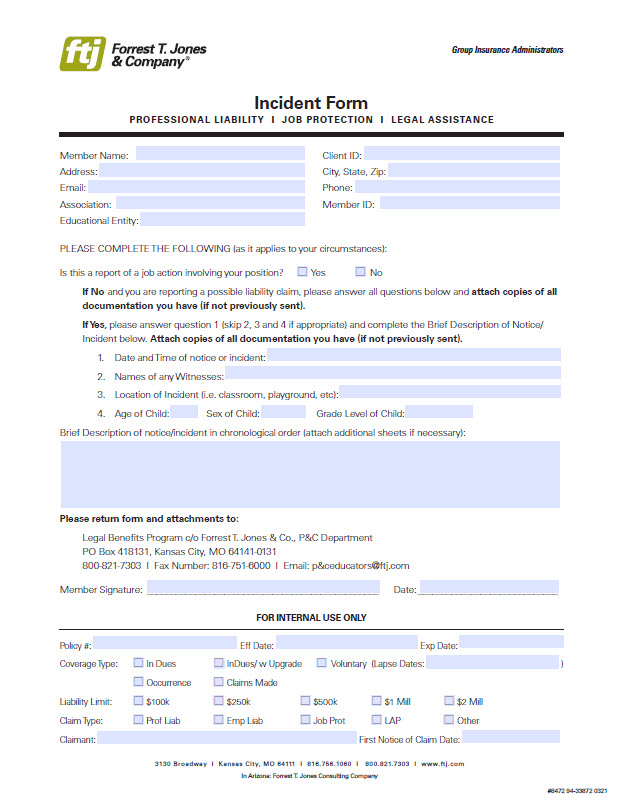 ftj Forrest T. Jones
& Company®
Group Insurance Administrators
Incident Form
PROFESSIONAL LIABILITY I JOB PROTECTION I LEGAL ASSISTANCE
Member Name: Client ID:
Address: City, State, Zip:
Email: Phone:
Association: Member ID:
Educational Entity:
PLEASE COMPLETE THE FOLLOWING (as it applies to your circumstances):
Is this a report of a job action involving your position? Yes No
If No and you are reporting a possible liability claim, please answer all questions below and attach copies of all
documentation you have (if not previously sent).
If Yes, please answer question 1 (skip 2, 3 and 4 if appropriate) and complete the Brief Description of Notice/
Incident below. Attach copies of all documentation you have (if not previously sent).
1. Date and Time of notice or incident:
2. Names of any Witnesses:
3. Location of Incident (i.e. classroom, playground, etc):
4. Age of Child: Sex of Child: Grade Level of Child:
Brief Description of notice/incident in chronological order (attach additional sheets if necessary):
Please return form and attachments to:
Legal Benefits Program c/o Forrest T. Jones & Co., P&C Department
PO Box 418131, Kansas City, MO 64141-0131
800-821-7303 I Fax Number: 816-751-6000 I Email: p&ceducators@ftj.com
Member Signature: Date:
FOR INTERNAL USE ONLY
Policy #: Eff Date: Exp Date:
Coverage Type: In Dues InDues/ w Upgrade Voluntary (Lapse Dates: )
Occurrence Claims Made
Liability Limit: $100k $250k $500k $1 Mill $2 Mill
Claim Type: Prof Liab Emp Liab Job Prot LAP Other
Claimant: First Notice of Claim Date:
3130 Broadway I Kansas City, MO 64111 I 816.756.1060 I 800.821.7303 I www.ftj.com
In Arizona: Forrest T. Jones Consulting Company
#8472 94-33872 0321